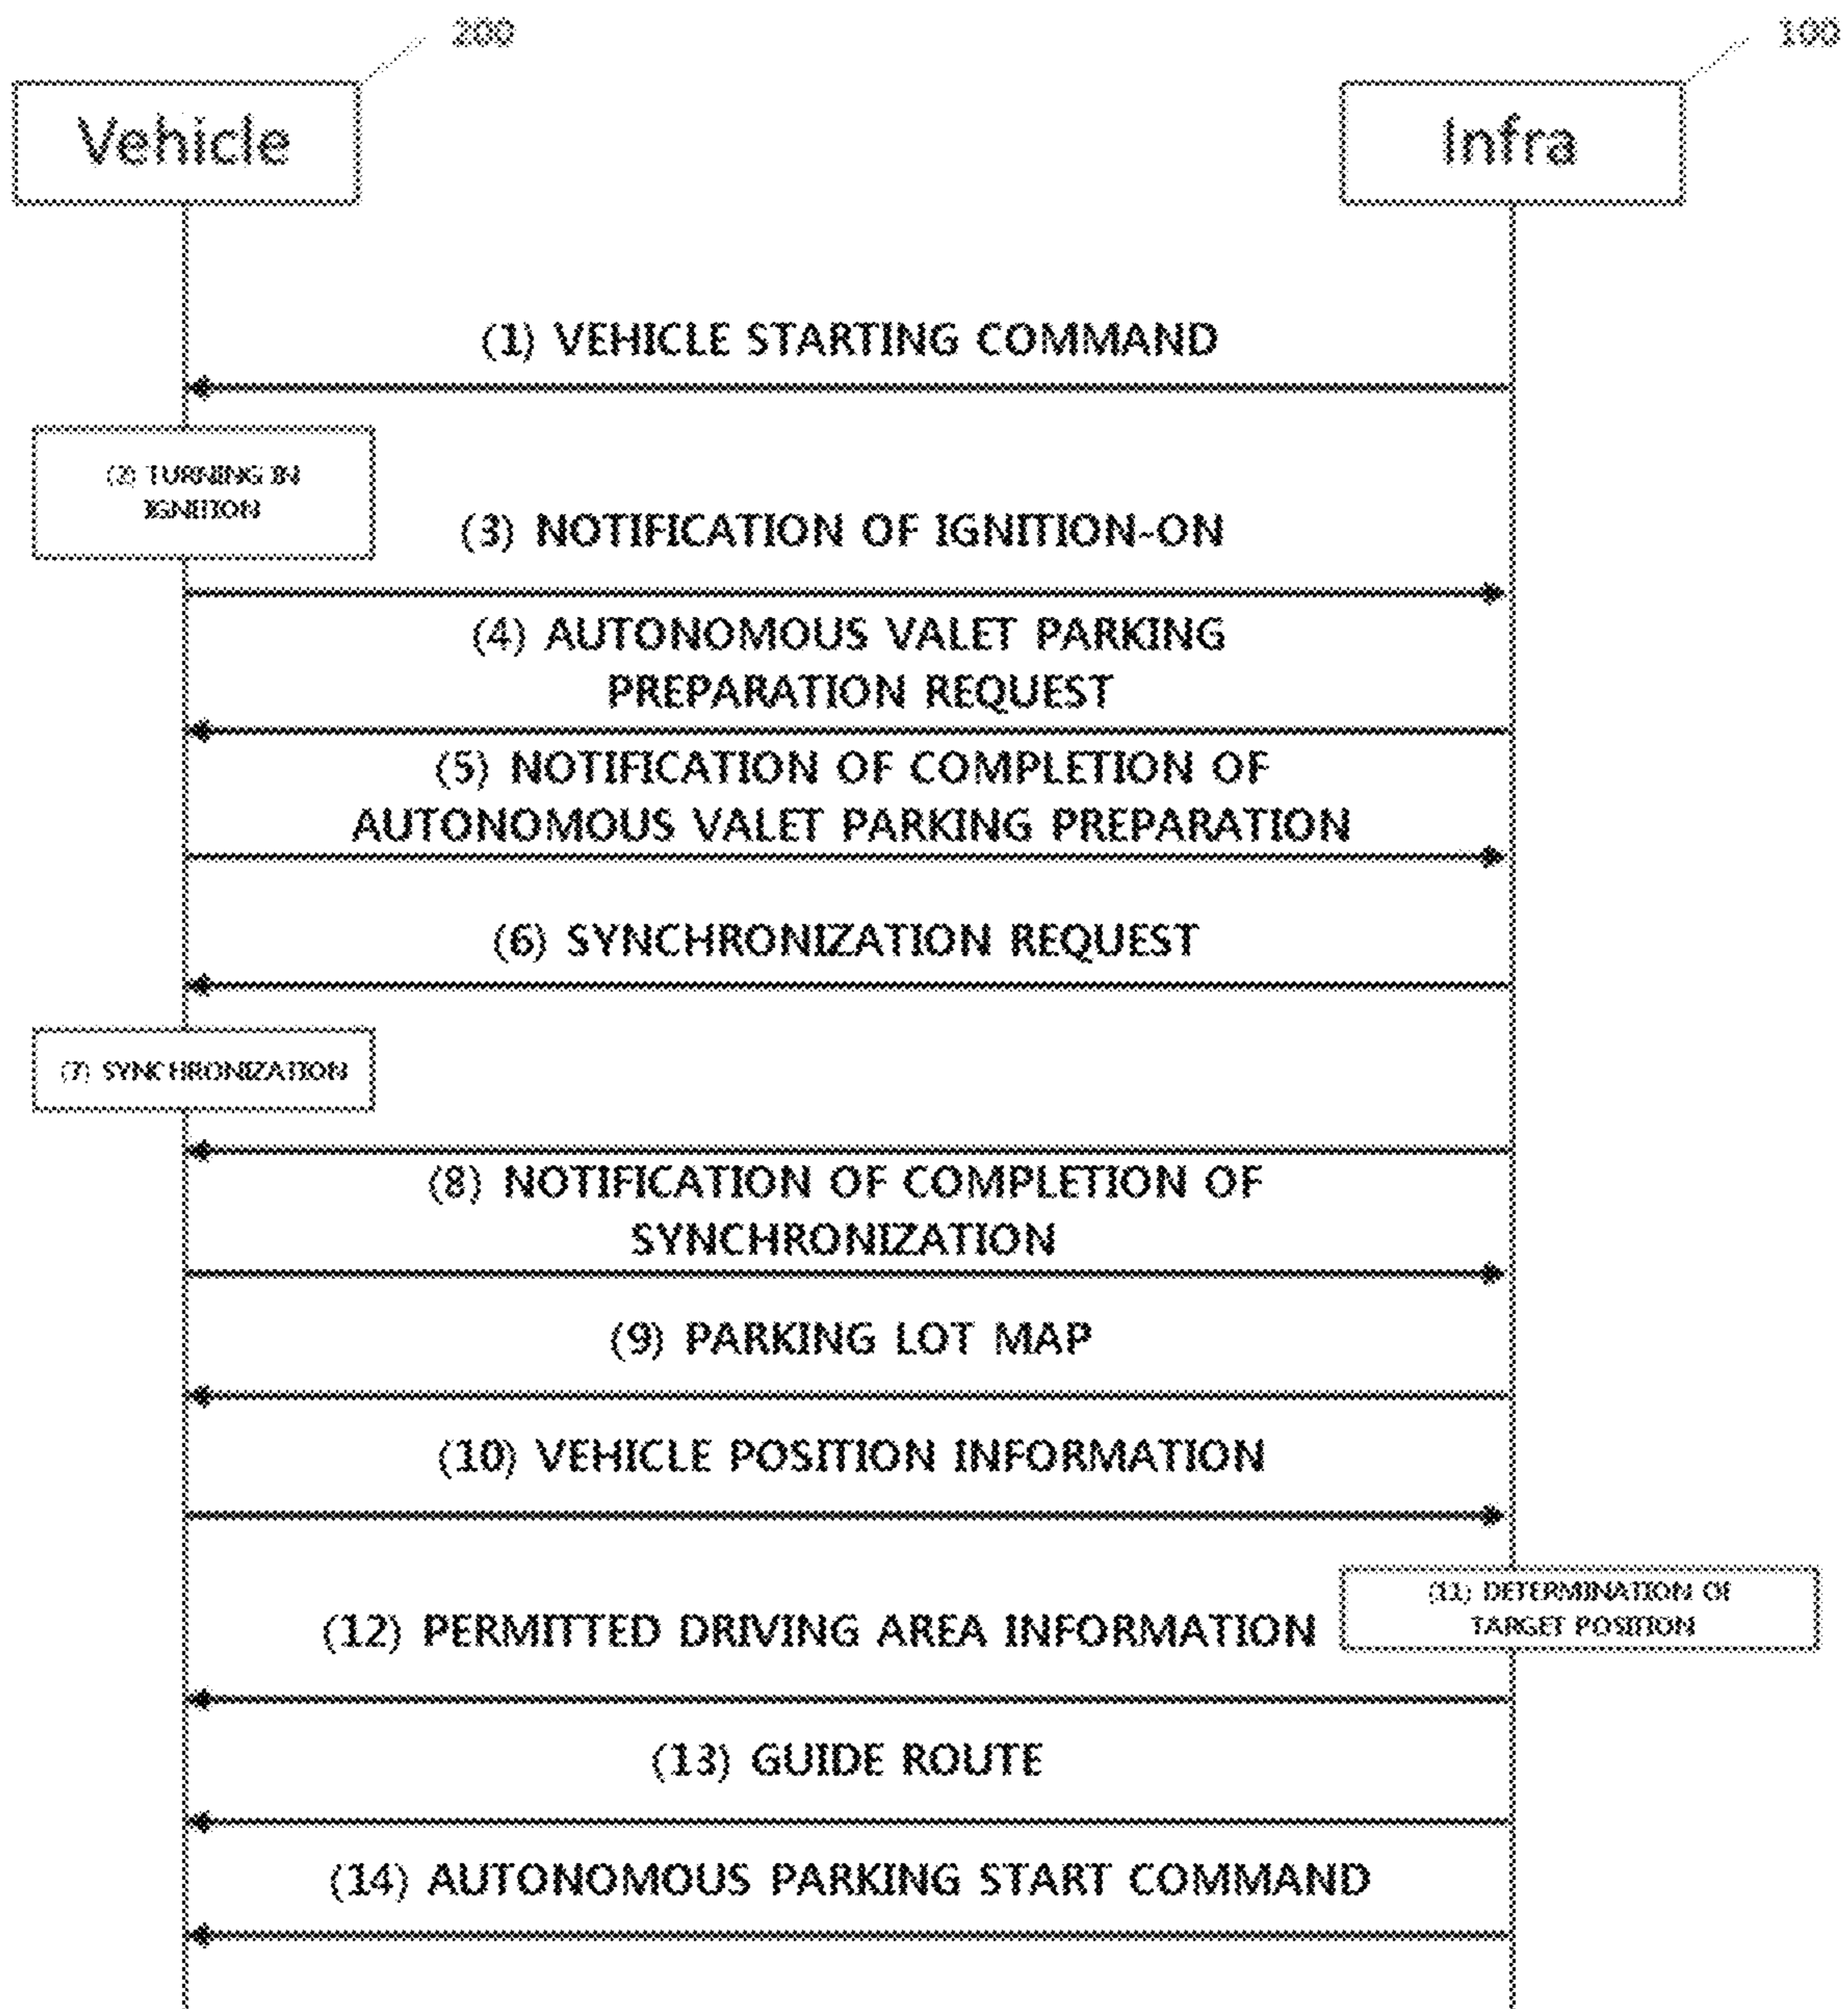 200
100
Vehicle
Infra
(1) VEHICLE STARTING COMMAND
(2) TURNING IN
IGNITION
(3) NOTIFICATION OF IGNITION-ON
(4) AUTONOMOUS VALET PARKING
PREPARATION REQUEST
(5) NOTIFICATION OF COMPLETION OF
AUTONOMOUS VALET PARKING PREPARATION
(6) SYNCHRONIZATION REQUEST
(7) SYNCHRONIZATION
(8) NOTIFICATION OF COMPLETION OF
SYNCHRONIZATION
(9) PARKING LOT MAP
(10) VEHICLE POSITION INFORMATION
(11) DETERMINATION OF
TARGET POSITION
(12) PERMITTED DRIVING AREA INFORMATION
(13) GUIDE ROUTE
(14) AUTONOMOUS PARKING START COMMAND